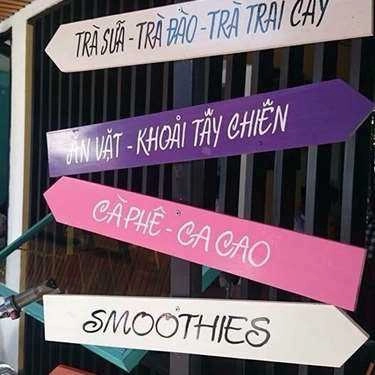 TRÀ SỮA - TRÀ ĐÀO - TRÀ TRÁI CÂY
ĂN VẶT - KHOAI TÂY CHIÊN
CÀ PHÊ - CA CAO
SMOOTHIES